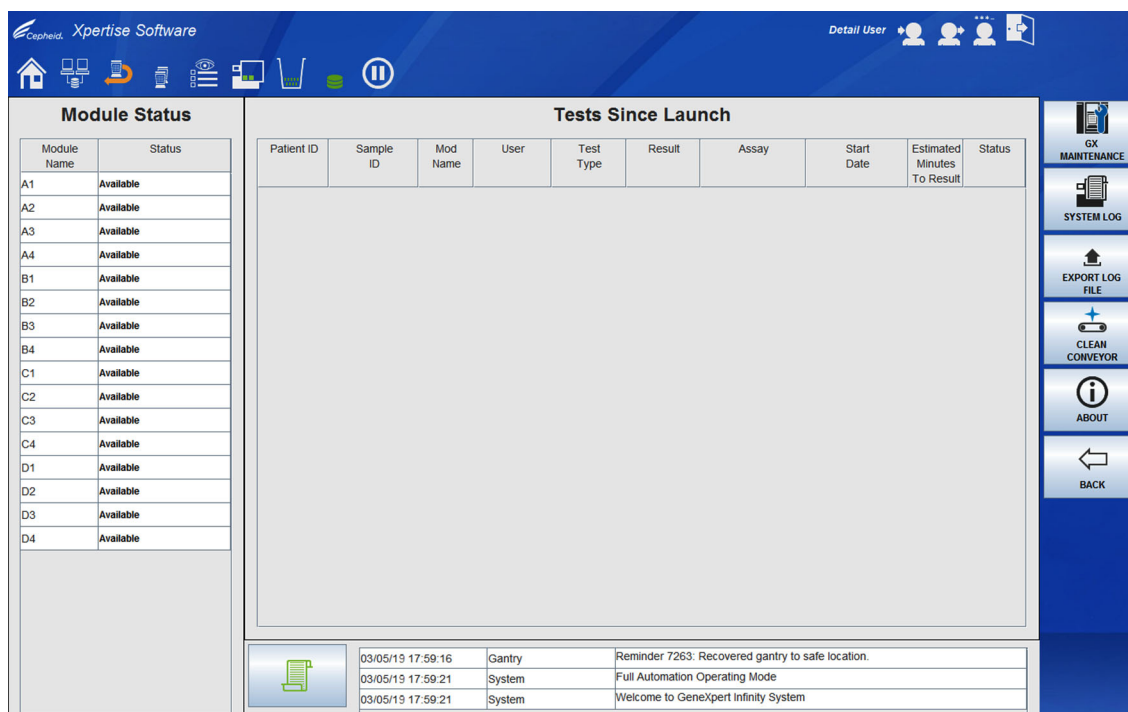 Cepheid. Xpertise Software
Detail User
Module Status
Tests Since Launch
Module Name Status
A1 Available
A2 Available
A3 Available
A4 Available
B1 Available
B2 Available
B3 Available
B4 Available
C1 Available
C2 Available
C3 Available
C4 Available
D1 Available
D2 Available
D3 Available
D4 Available
Patient ID Sample ID Mod Name User Test Type Result Assay Start Date Estimated Minutes To Result Status
GX
MAINTENANCE
SYSTEM LOG
EXPORT LOG
FILE
CLEAN
CONVEYOR
ABOUT
BACK
03/05/19 17:59:16 Gantry Reminder 7263: Recovered gantry to safe location.
03/05/19 17:59:21 System Full Automation Operating Mode
03/05/19 17:59:21 System Welcome to GeneXpert Infinity System